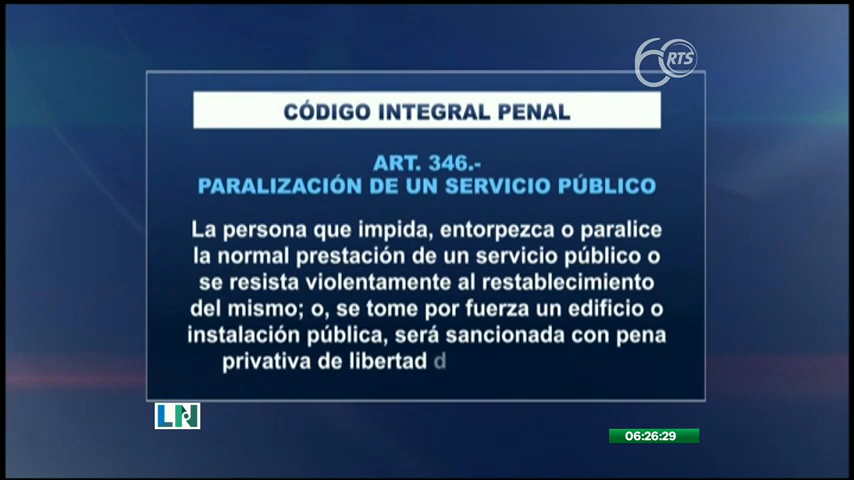 60 RTS
CÓDIGO INTEGRAL PENAL
ART. 346.-
PARALIZACIÓN DE UN SERVICIO PÚBLICO
La persona que impida, entorpezca o paralice
la normal prestación de un servicio público o
se resista violentamente al restablecimiento
del mismo; o, se tome por fuerza un edificio o
instalación pública, será sancionada con pena
privativa de libertad d
LN
06:26:29